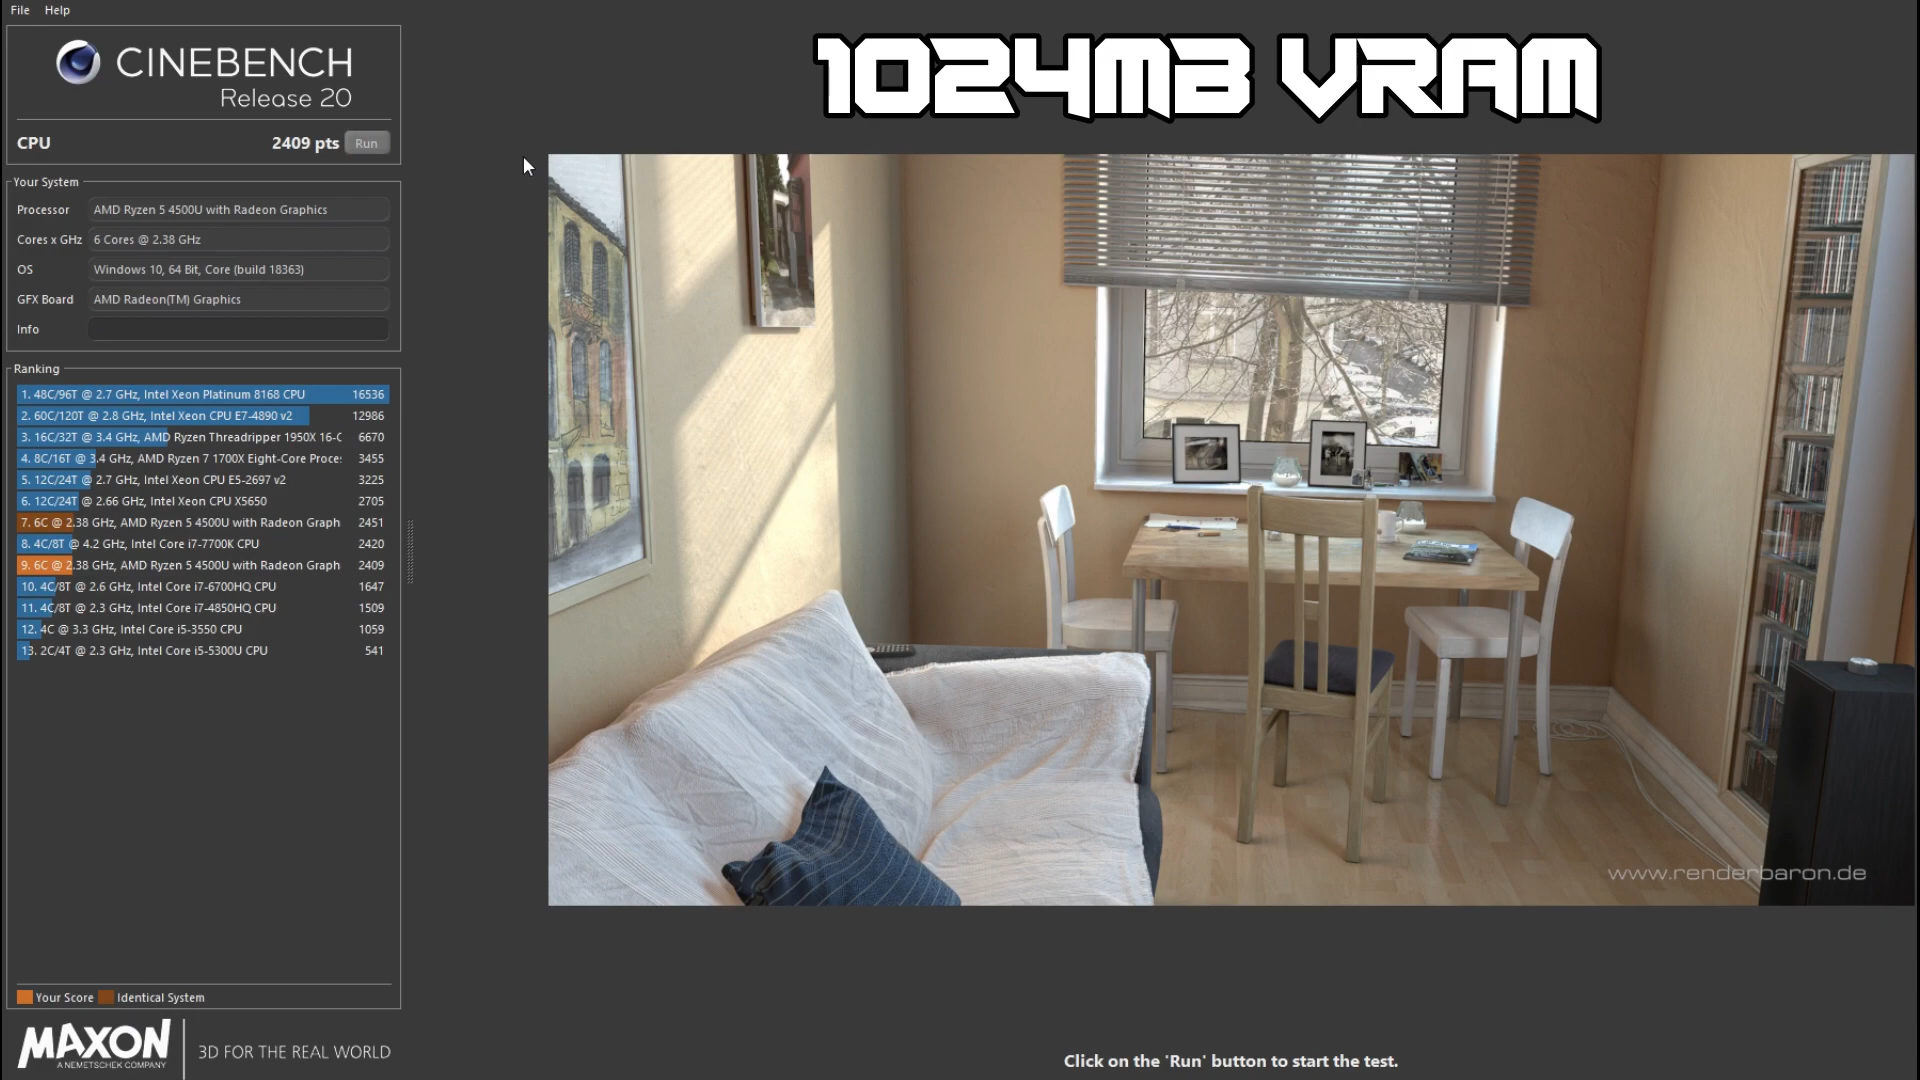 File Help
1024MB VRAM
CINEBENCH
Release 20
CPU 2409 pts Run
Your System
Processor AMD Ryzen 5 4500U with Radeon Graphics
Cores x GHz 6 Cores @ 2.38 GHz
OS Windows 10, 64 Bit, Core (build 18363)
GFX Board AMD Radeon(TM) Graphics
Info
Ranking
1. 48C/96T @ 2.7 GHz, Intel Xeon Platinum 8168 CPU 16536
2. 60C/120T @ 2.8 GHz, Intel Xeon CPU E7-4890 v2 12986
3. 16C/32T @ 3.4 GHz, AMD Ryzen Threadripper 1950X 16-C 6670
4. 8C/16T @ 3.4 GHz, AMD Ryzen 7 1700X Eight-Core Proce: 3455
5. 12C/24T @ 2.7 GHz, Intel Xeon CPU E5-2697 v2 3225
6. 12C/24T @ 2.66 GHz, Intel Xeon CPU X5650 2705
7. 6C @ 2.38 GHz, AMD Ryzen 5 4500U with Radeon Graph 2451
8. 4C/8T @ 4.2 GHz, Intel Core i7-7700K CPU 2420
9. 6C @ 2.38 GHz, AMD Ryzen 5 4500U with Radeon Graph 2409
10. 4C/8T @ 2.6 GHz, Intel Core i7-6700HQ CPU 1647
11. 4C/8T @ 2.3 GHz, Intel Core i7-4850HQ CPU 1509
12. 4C @ 3.3 GHz, Intel Core i5-3550 CPU 1059
13. 2C/4T @ 2.3 GHz, Intel Core i5-5300U CPU 541
www.renderbaron.de
Your Score Identical System
MAXON
A NEMETSCHEK COMPANY
3D FOR THE REAL WORLD
Click on the 'Run' button to start the test.